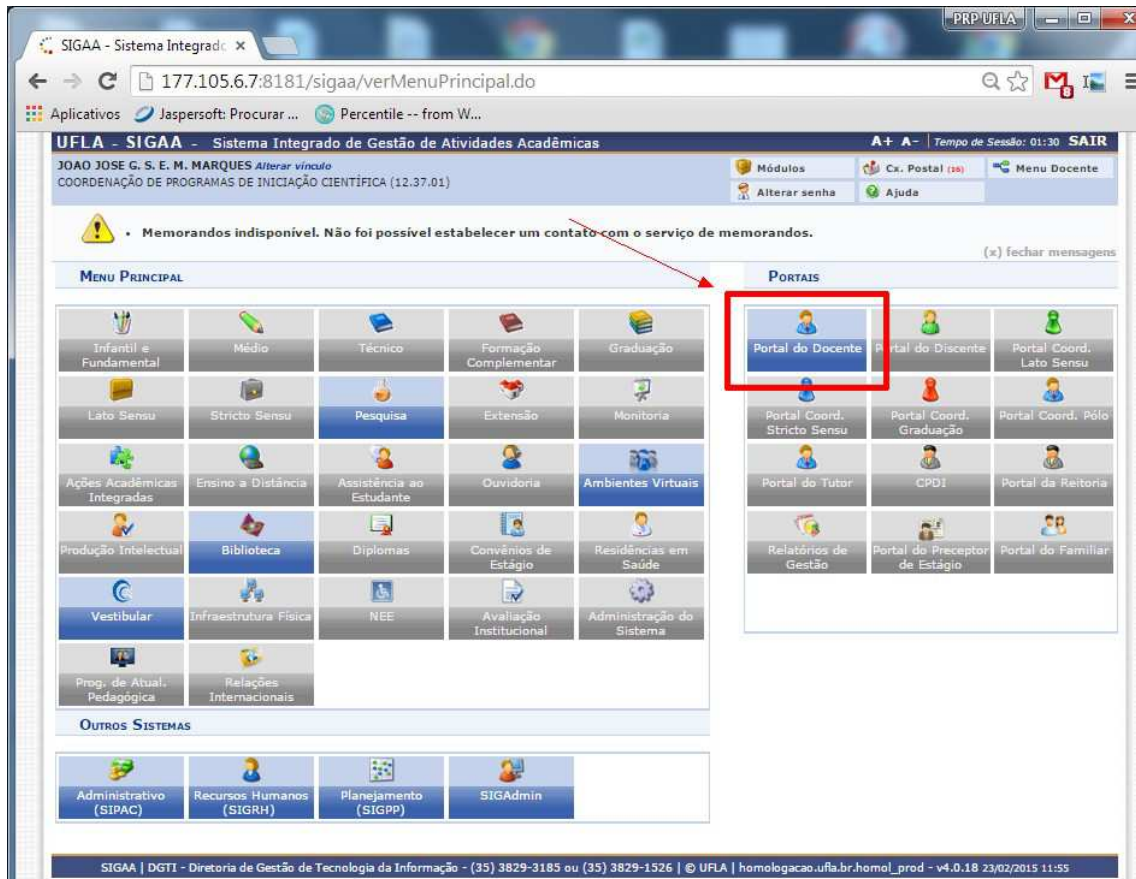 PRP UFLA
SIGAA - Sistema Integrado
177.105.6.7:8181/sigaa/verMenuPrincipal.do
Aplicativos Jaspersoft: Procurar ... Percentile -- from W...
UFLA - SIGAA - Sistema Integrado de Gestão de Atividades Acadêmicas A+ A- Tempo de Sessão: 01:30 SAIR
JOAO JOSE G. S. E. M. MARQUES Alterar vínculo
COORDENAÇÃO DE PROGRAMAS DE INICIAÇÃO CIENTÍFICA (12.37.01)
Módulos Cx. Postal (16) Menu Docente
Alterar senha Ajuda
Memorandos indisponível. Não foi possível estabelecer um contato com o serviço de memorandos.
(x) fechar mensagens
MENU PRINCIPAL
Infantil e Fundamental
Médio
Técnico
Formação Complementar
Graduação
Lato Sensu
Stricto Sensu
Pesquisa
Extensão
Monitoria
Ações Acadêmicas Integradas
Ensino a Distância
Assistência ao Estudante
Ouvidoria
Ambientes Virtuais
Produção Intelectual
Biblioteca
Diplomas
Convênios de Estágio
Residências em Saúde
Vestibular
Infraestrutura Física
NEE
Avaliação Institucional
Administração do Sistema
Prog. de Atual. Pedagógica
Relações Internacionais
PORTAIS
Portal do Docente
Portal do Discente
Portal Coord. Lato Sensu
Portal Coord. Stricto Sensu
Portal Coord. Graduação
Portal Coord. Pólo
Portal do Tutor
CPDI
Portal da Reitoria
Relatórios de Gestão
Portal do Preceptor de Estágio
Portal do Familiar
OUTROS SISTEMAS
Administrativo (SIPAC)
Recursos Humanos (SIGRH)
Planejamento (SIGPP)
SIGAdmin
SIGAA | DGTI - Diretoria de Gestão de Tecnologia da Informação - (35) 3829-3185 ou (35) 3829-1526 | © UFLA | homologacao.ufla.br.homol_prod - v4.0.18 23/02/2015 11:55